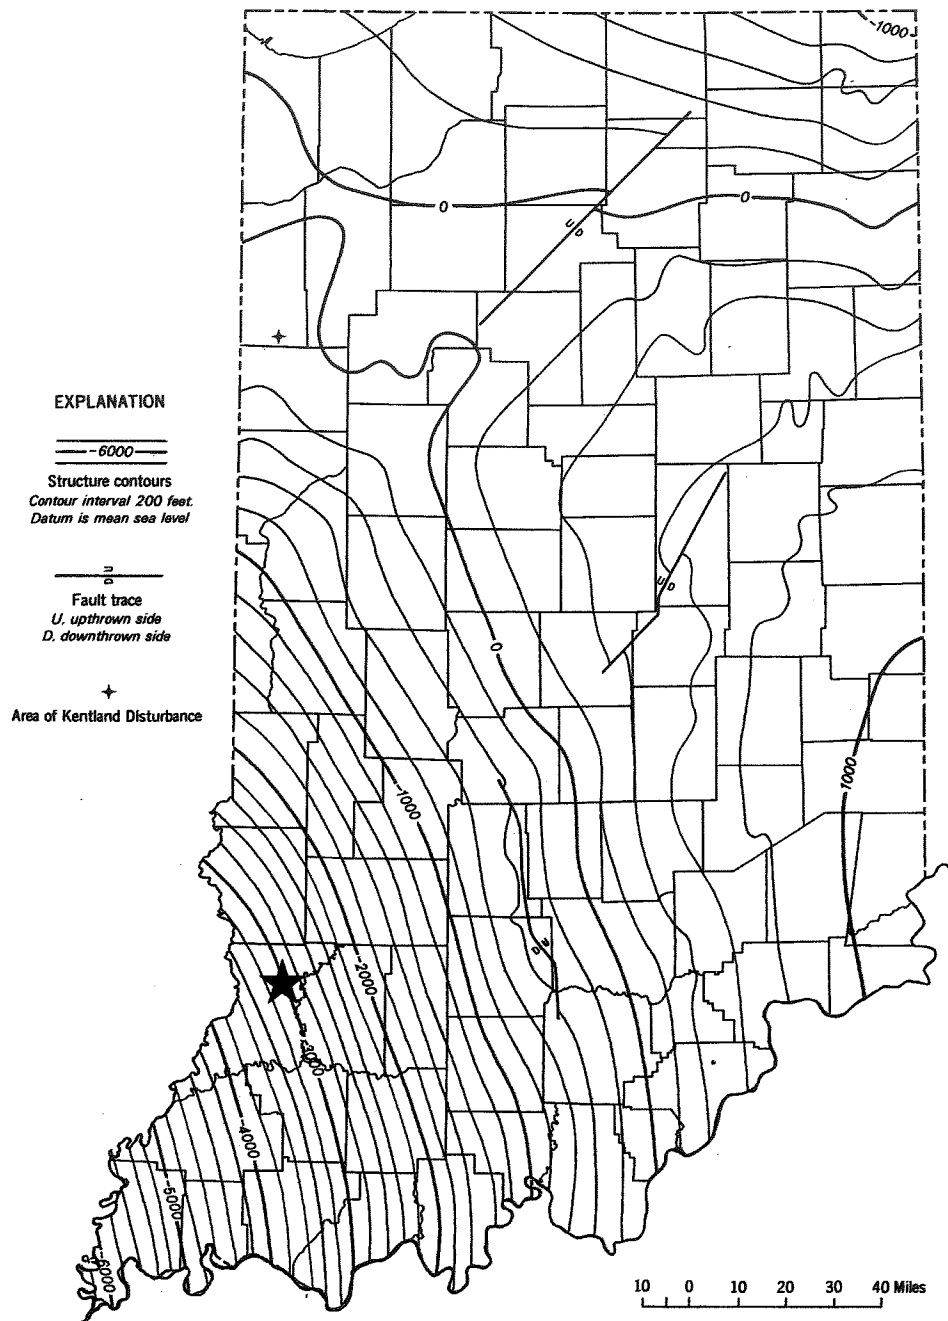 -1000
0
0
U
D
EXPLANATION
-6000
Structure contours
Contour interval 200 feet.
Datum is mean sea level
U
D
Fault trace
U, upthrown side
D, downthrown side
Area of Kentland Disturbance
U
D
0
1000
-1000
D
U
-2000
-3000
-4000
-5000
-6000
10 0 10 20 30 40 Miles